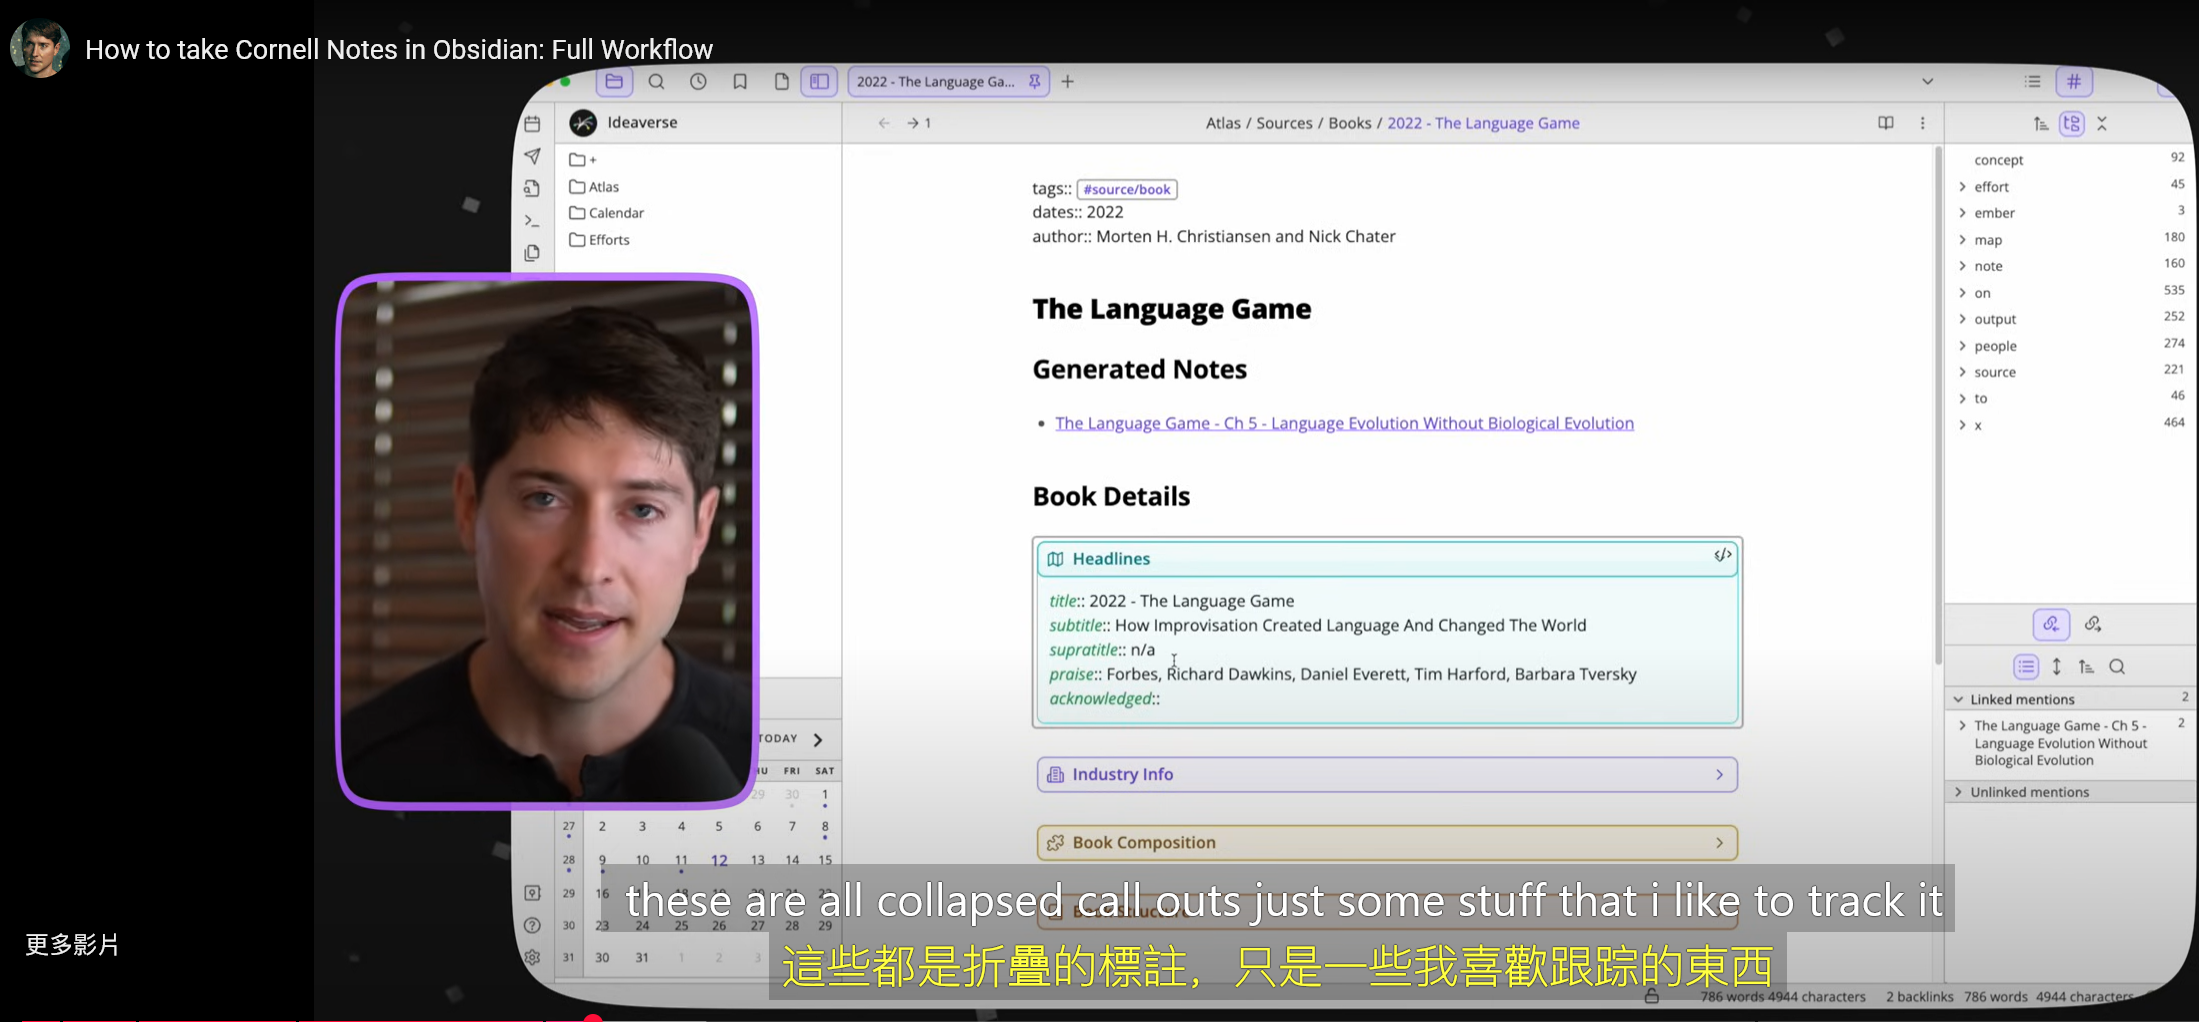 How to take Cornell Notes in Obsidian: Full Workflow
2022 - The Language Ga...
Ideaverse
1
Atlas / Sources / Books / 2022 - The Language Game
+
Atlas
Calendar
Efforts
tags:: #source/book
dates:: 2022
author:: Morten H. Christiansen and Nick Chater
The Language Game
Generated Notes
The Language Game - Ch 5 - Language Evolution Without Biological Evolution
Book Details
Headlines
title:: 2022 - The Language Game
subtitle:: How Improvisation Created Language And Changed The World
supratitle:: n/a
praise:: Forbes, Richard Dawkins, Daniel Everett, Tim Harford, Barbara Tversky
acknowledged::
Industry Info
Book Composition
concept 92
effort 45
ember 3
map 180
note 160
on 535
output 252
people 274
source 221
to 46
x 464
Linked mentions 2
The Language Game - Ch 5 - 2
Language Evolution Without
Biological Evolution
Unlinked mentions
TODAY
FRI SAT
29 30 1
27 2 3 4 5 6 7 8
28 9 10 11 12 13 14 15
29 16
30 23 24 25 26 27 28 29
31 30 31 1 2 3
these are all collapsed call outs just some stuff that i like to track it
這些都是折疊的標註，只是一些我喜歡跟踪的東西
更多影片
786 words 4944 characters 2 backlinks 786 words 4944 characters